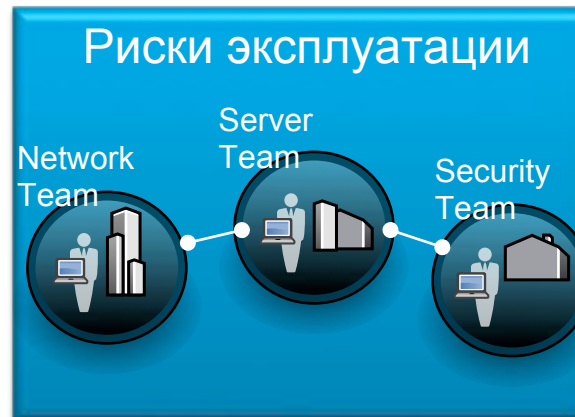 Риски эксплуатации
Server
Team
Network
Team
Security
Team